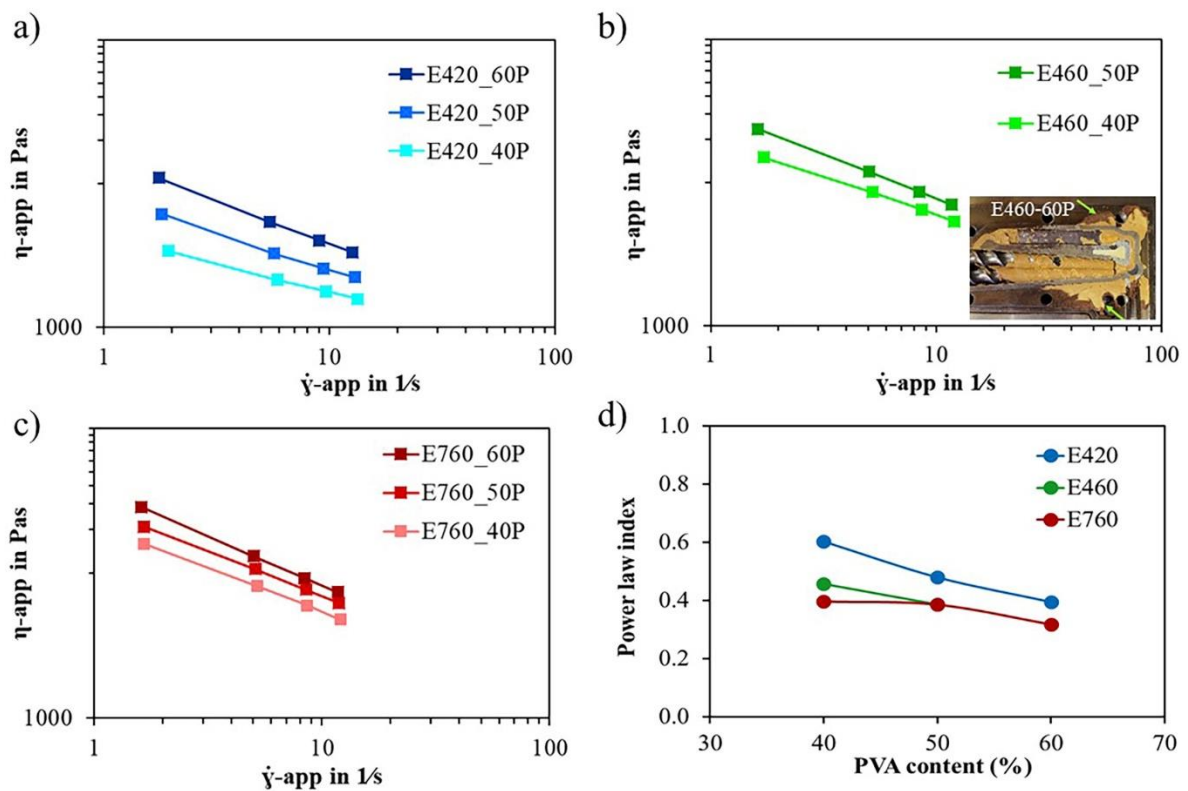 a)
E420_60P
E420_50P
E420_40P
η-app in Pas
1000
1
10
100
γ̇-app in 1⁄s
b)
E460_50P
E460_40P
E460-60P
η-app in Pas
1000
1
10
100
γ̇-app in 1⁄s
c)
E760_60P
E760_50P
E760_40P
η-app in Pas
1000
1
10
100
γ̇-app in 1⁄s
d)
1.0
0.8
0.6
0.4
0.2
0.0
E420
E460
E760
Power law index
30
40
50
60
70
PVA content (%)